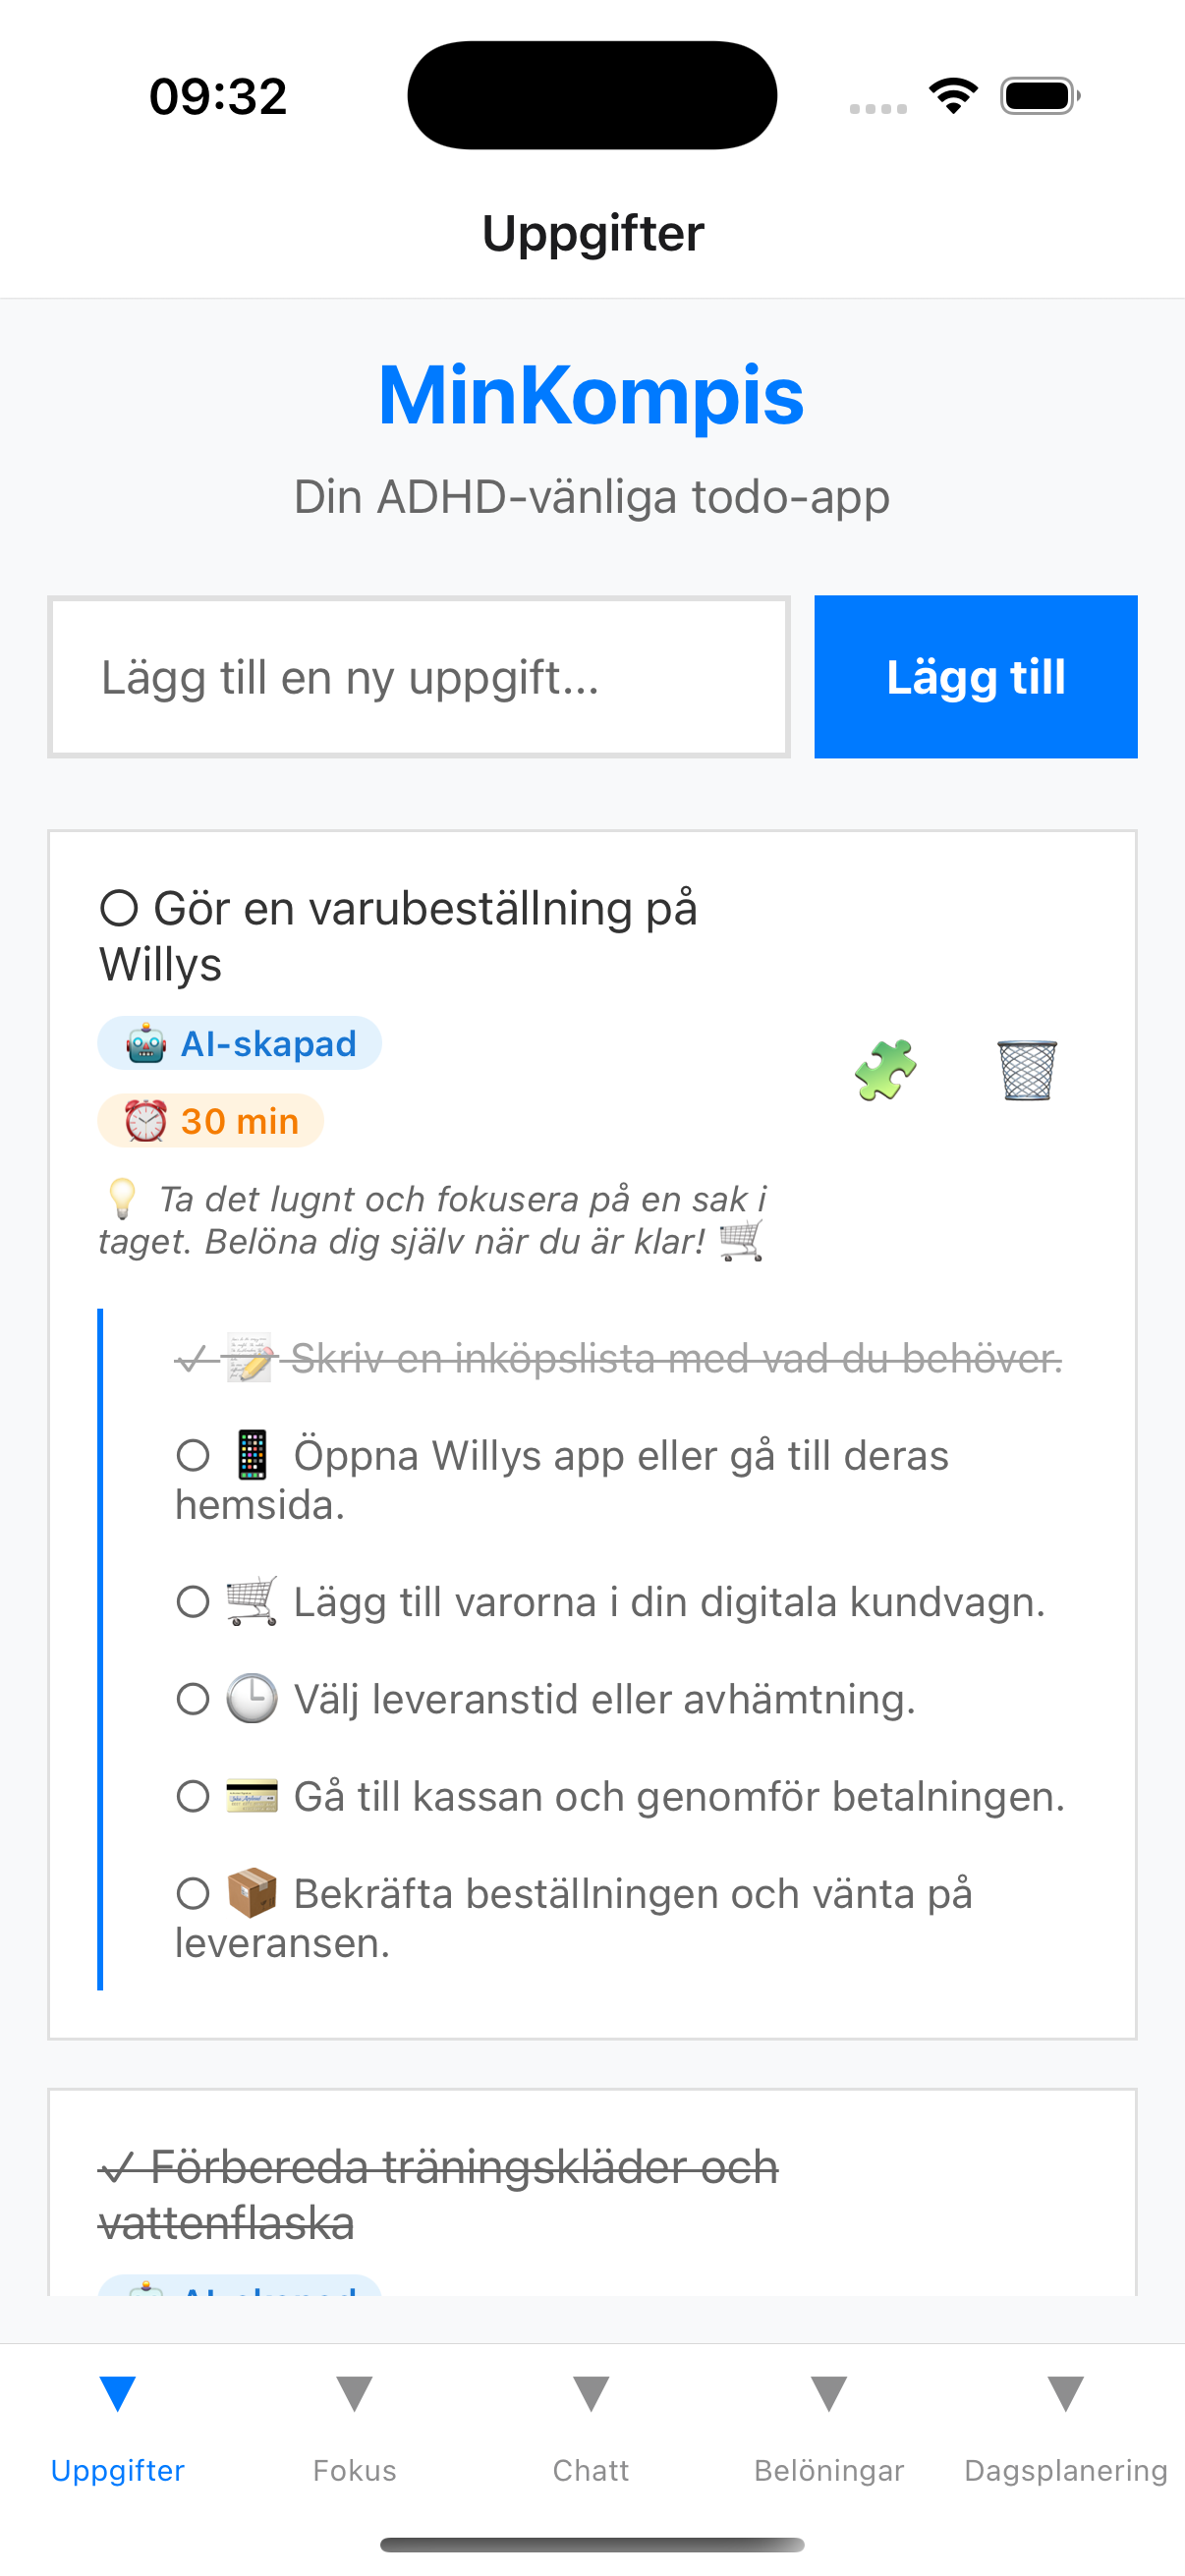 09:32
Uppgifter
MinKompis
Din ADHD-vänliga todo-app
Lägg till en ny uppgift...
Lägg till
○ Gör en varubeställning på
Willys
🤖 AI-skapad
⏰ 30 min
💡 Ta det lugnt och fokusera på en sak i
taget. Belöna dig själv när du är klar! 🛒
✓ 📝 Skriv en inköpslista med vad du behöver.
○ 📱 Öppna Willys app eller gå till deras
hemsida.
○ 🛒 Lägg till varorna i din digitala kundvagn.
○ 🕒 Välj leveranstid eller avhämtning.
○ 💳 Gå till kassan och genomför betalningen.
○ 📦 Bekräfta beställningen och vänta på
leveransen.
✓ Förbereda träningskläder och
vattenflaska
Uppgifter
Fokus
Chatt
Belöningar
Dagsplanering